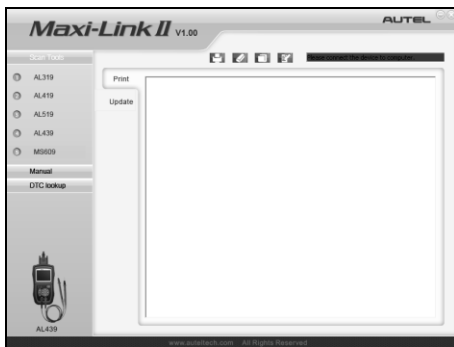 Maxi-Link II V1.00
AUTEL
Scan Tools
Please connect the device to computer.
AL319
AL419
AL519
AL439
MS609
Manual
DTC lookup
Print
Update
AL439
www.auteltech.com All Rights Reserved